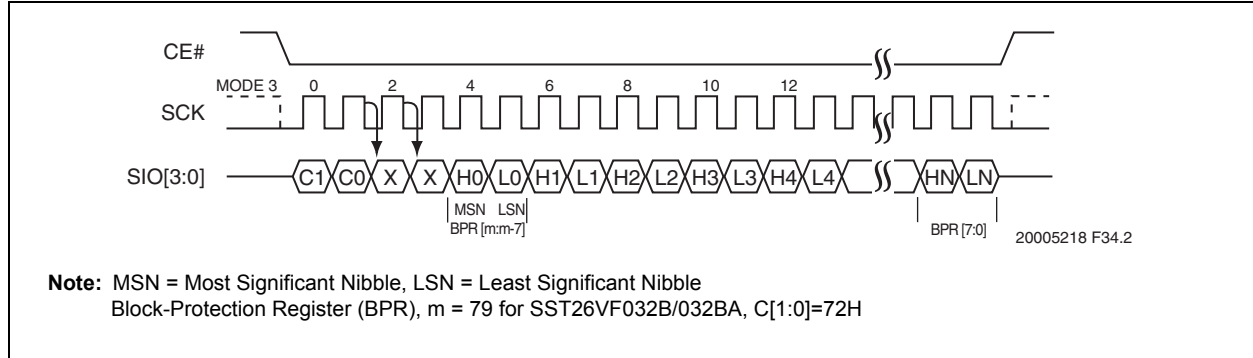 CE#
MODE 3 0 2 4 6 8 10 12
SCK
SIO[3:0] C1 C0 X X H0 L0 H1 L1 H2 L2 H3 L3 H4 L4 HN LN
MSN LSN
BPR [m:m-7] BPR [7:0]
20005218 F34.2
Note: MSN = Most Significant Nibble, LSN = Least Significant Nibble
Block-Protection Register (BPR), m = 79 for SST26VF032B/032BA, C[1:0]=72H